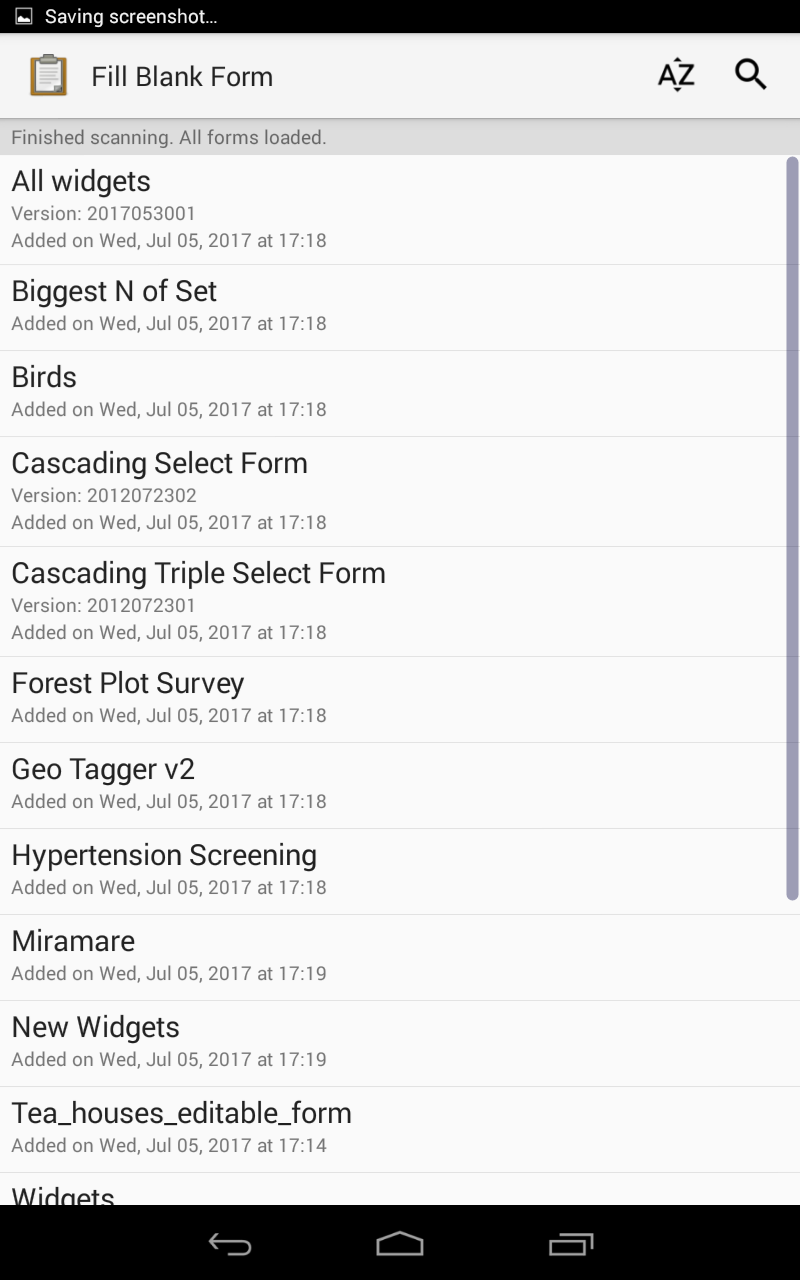 Saving screenshot...
Fill Blank Form
AZ
Finished scanning. All forms loaded.
All widgets
Version: 2017053001
Added on Wed, Jul 05, 2017 at 17:18
Biggest N of Set
Added on Wed, Jul 05, 2017 at 17:18
Birds
Added on Wed, Jul 05, 2017 at 17:18
Cascading Select Form
Version: 2012072302
Added on Wed, Jul 05, 2017 at 17:18
Cascading Triple Select Form
Version: 2012072301
Added on Wed, Jul 05, 2017 at 17:18
Forest Plot Survey
Added on Wed, Jul 05, 2017 at 17:18
Geo Tagger v2
Added on Wed, Jul 05, 2017 at 17:18
Hypertension Screening
Added on Wed, Jul 05, 2017 at 17:18
Miramare
Added on Wed, Jul 05, 2017 at 17:19
New Widgets
Added on Wed, Jul 05, 2017 at 17:19
Tea_houses_editable_form
Added on Wed, Jul 05, 2017 at 17:14
Widgets